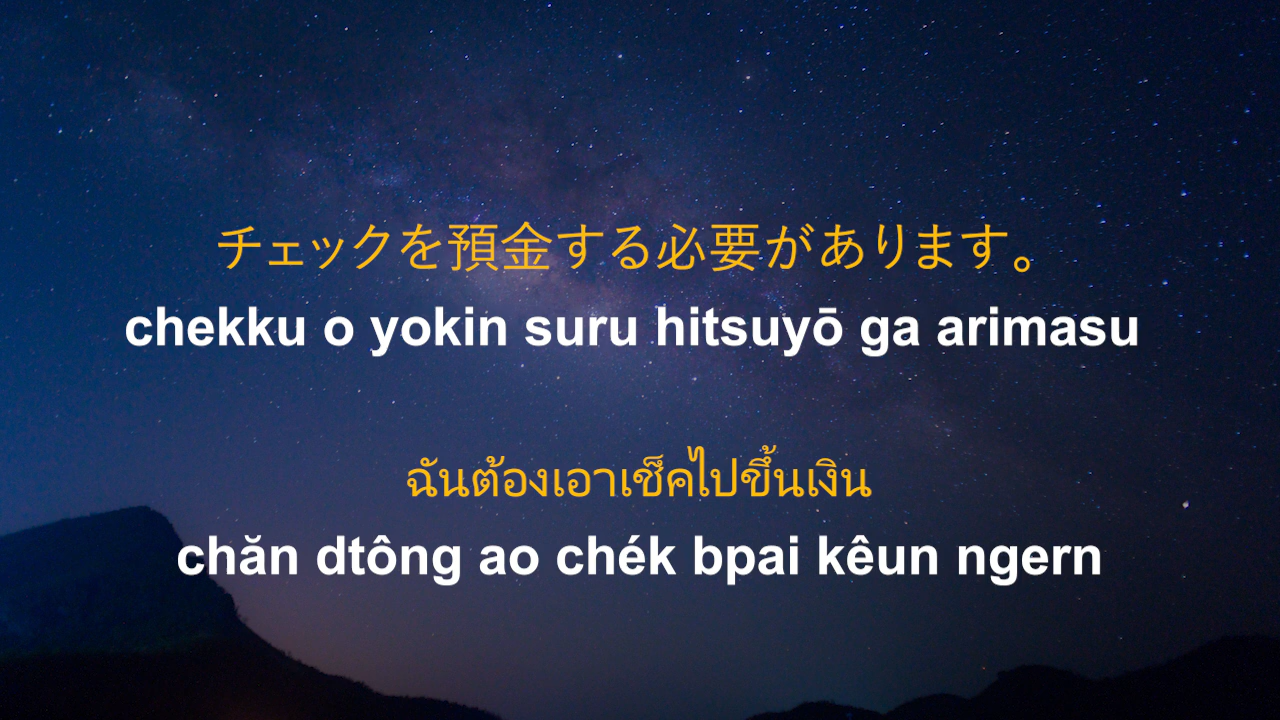 チェックを預金する必要があります。
chekku o yokin suru hitsuyō ga arimasu
ฉันต้องเอาเช็คไปขึ้นเงิน
chăn dtông ao chék bpai kêun ngern